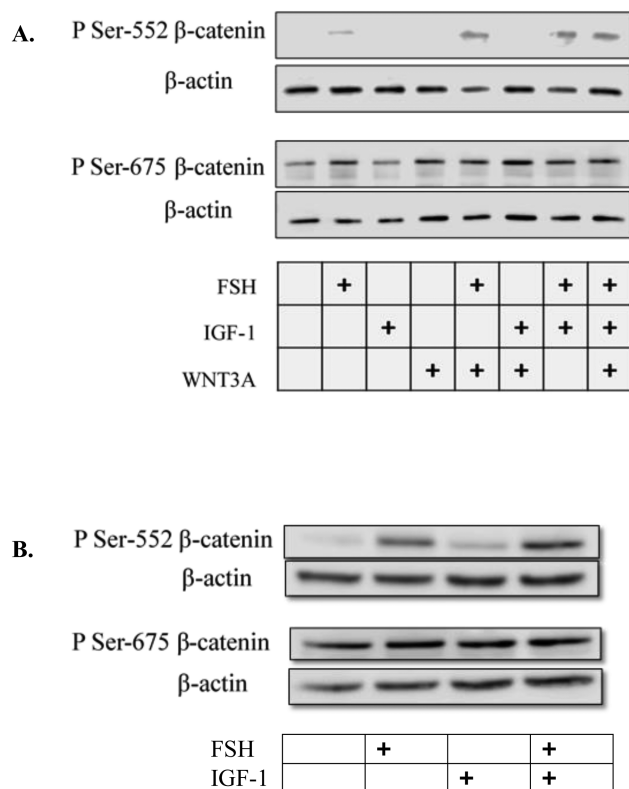 A.
P Ser-552 β-catenin
β-actin
P Ser-675 β-catenin
β-actin
FSH + + + +
IGF-1 + + + +
WNT3A + + + +
B.
P Ser-552 β-catenin
β-actin
P Ser-675 β-catenin
β-actin
FSH + +
IGF-1 + +